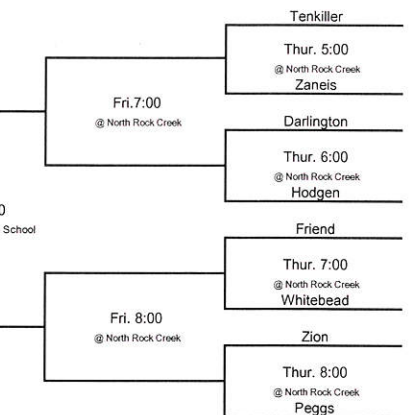 Tenkiller
Thur. 5:00
@ North Rock Creek
Zaneis
Fri.7:00
@ North Rock Creek
Darlington
Thur. 6:00
@ North Rock Creek
Hodgen
0
School
Friend
Thur. 7:00
@ North Rock Creek
Whitebead
Fri. 8:00
@ North Rock Creek
Zion
Thur. 8:00
@ North Rock Creek
Peggs